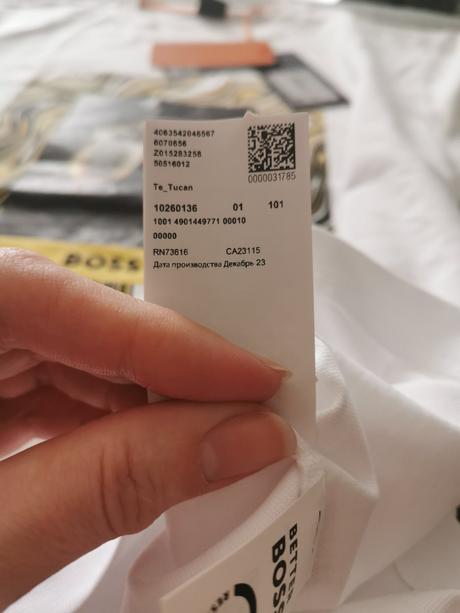 4063542046567
6070656
Z015283256
50516012
0000031785
Te_Tucan
10260136 01 101
1001 4901449771 00010
00000
RN73616 CA23115
Дата производства Декабрь 23
BOSS
BOSS